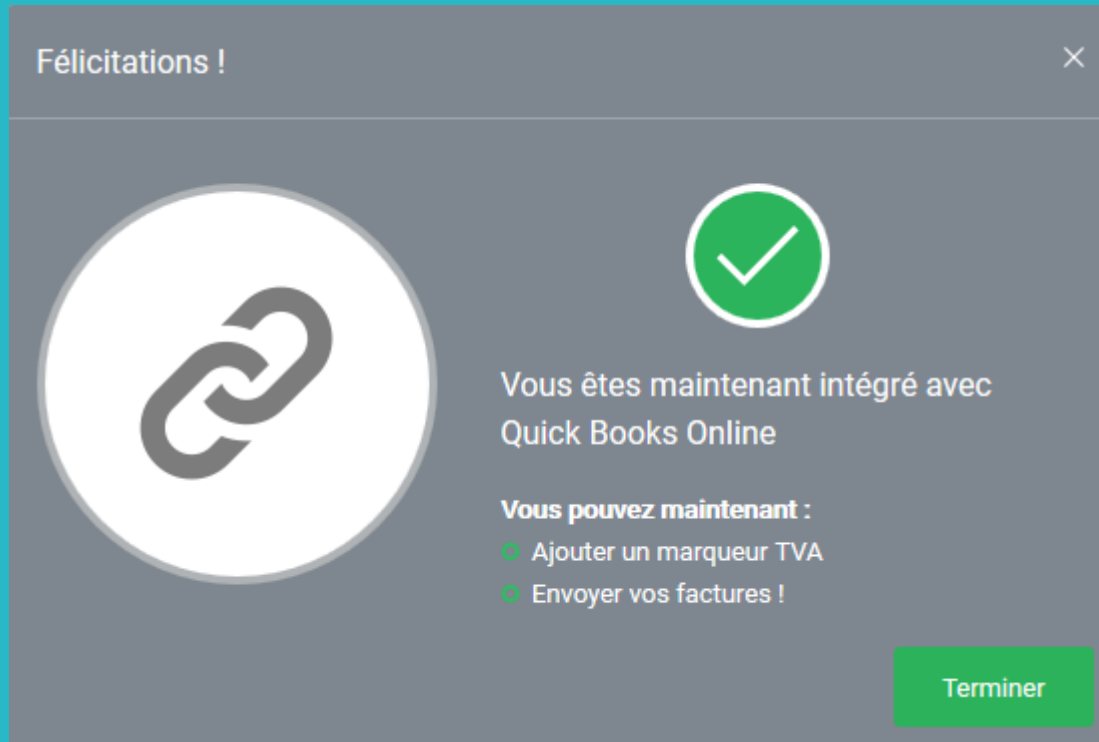 Félicitations !
Vous êtes maintenant intégré avec
Quick Books Online
Vous pouvez maintenant :
Ajouter un marqueur TVA
Envoyer vos factures !
Terminer